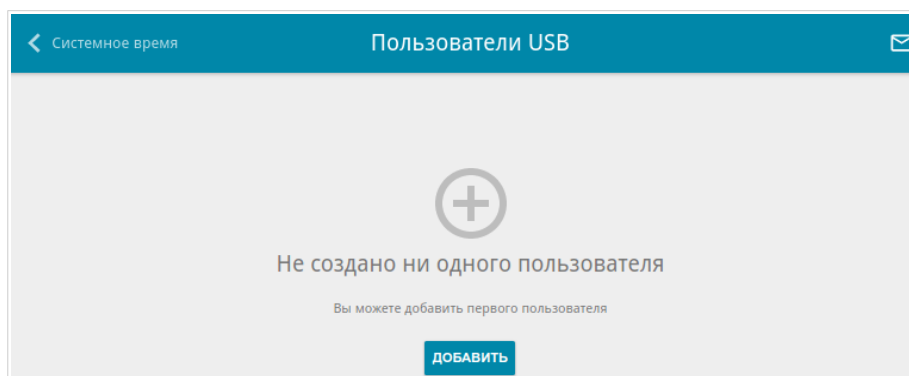 Системное время
Пользователи USB
Не создано ни одного пользователя
Вы можете добавить первого пользователя
ДОБАВИТЬ